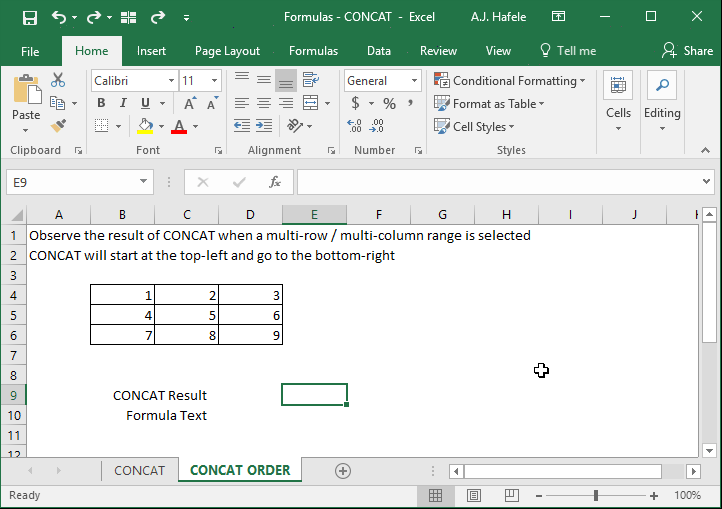 Formulas - CONCAT - Excel A.J. Hafele
File Home Insert Page Layout Formulas Data Review View Tell me Share
Calibri 11 General Conditional Formatting
Paste B I U A A $ % , Format as Table Cells Editing
A .00 .00 Cell Styles
Clipboard Font Alignment Number Styles
E9 fx
A B C D E F G H I J
1 Observe the result of CONCAT when a multi-row / multi-column range is selected
2 CONCAT will start at the top-left and go to the bottom-right
3
4 1 2 3
5 4 5 6
6 7 8 9
7
8
9 CONCAT Result
10 Formula Text
11
12
CONCAT CONCAT ORDER
Ready 100%